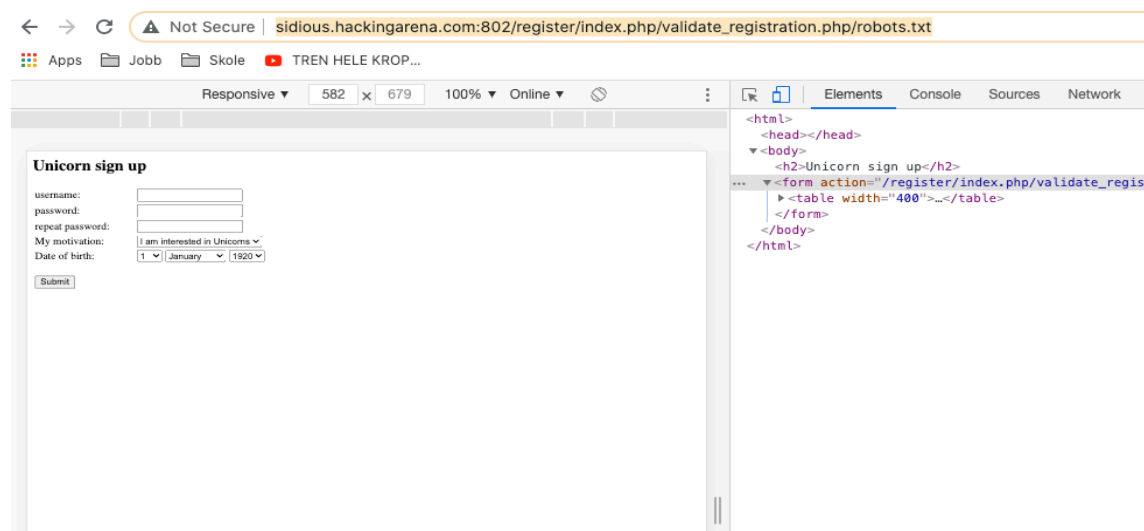 Not Secure | sidious.hackingarena.com:802/register/index.php/validate_registration.php/robots.txt
Apps Jobb Skole TREN HELE KROP...
Responsive ▼ 582 x 679 100% ▼ Online ▼
Elements Console Sources Network
Unicorn sign up
username:
password:
repeat password:
My motivation: I am interested in Unicorns
Date of birth: 1 January 1920
Submit
<html>
<head></head>
▼<body>
<h2>Unicorn sign up</h2>
... ▼<form action="/register/index.php/validate_regis
▶<table width="400">…</table>
</form>
</body>
</html>